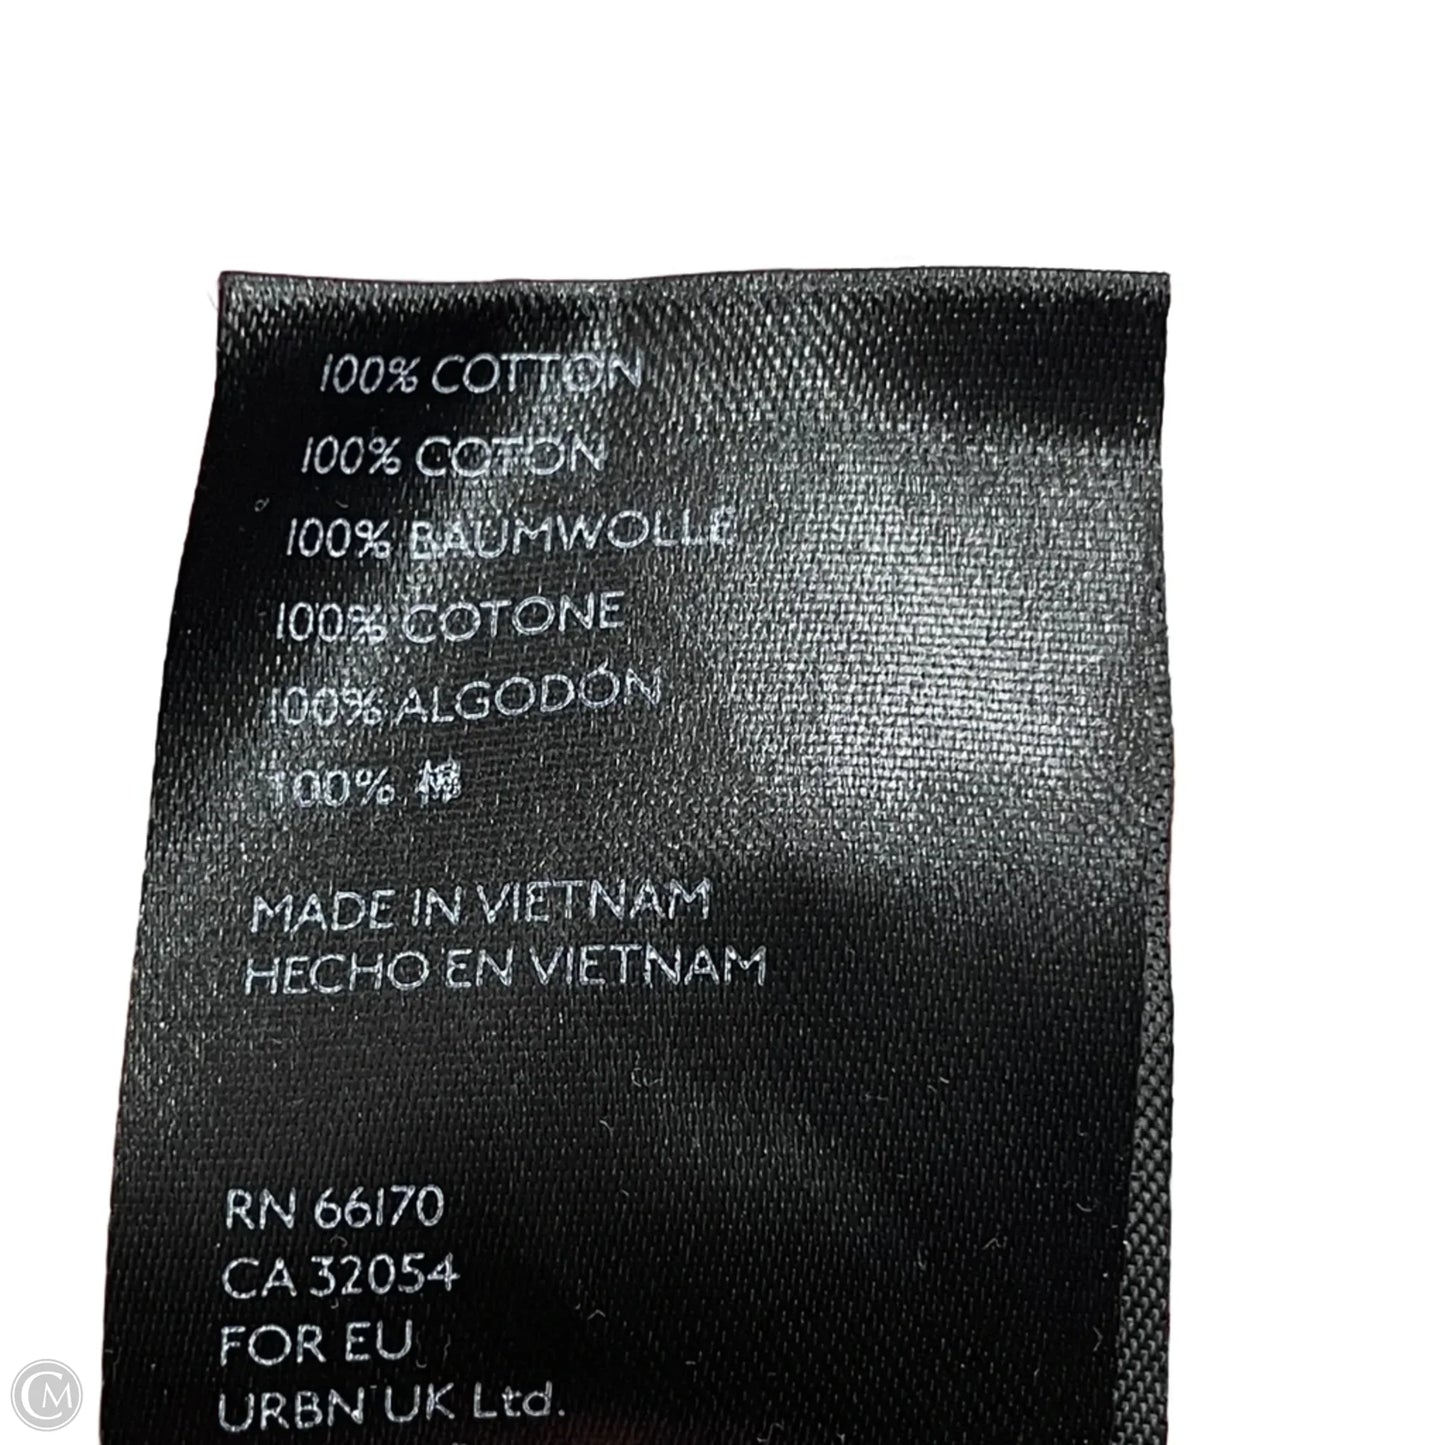 100% COTTON
100% COTON
100% BAUMWOLLE
100% COTONE
100% ALGODÓN
100% 棉
MADE IN VIETNAM
HECHO EN VIETNAM
RN 66170
CA 32054
FOR EU
URBN UK Ltd.
CM